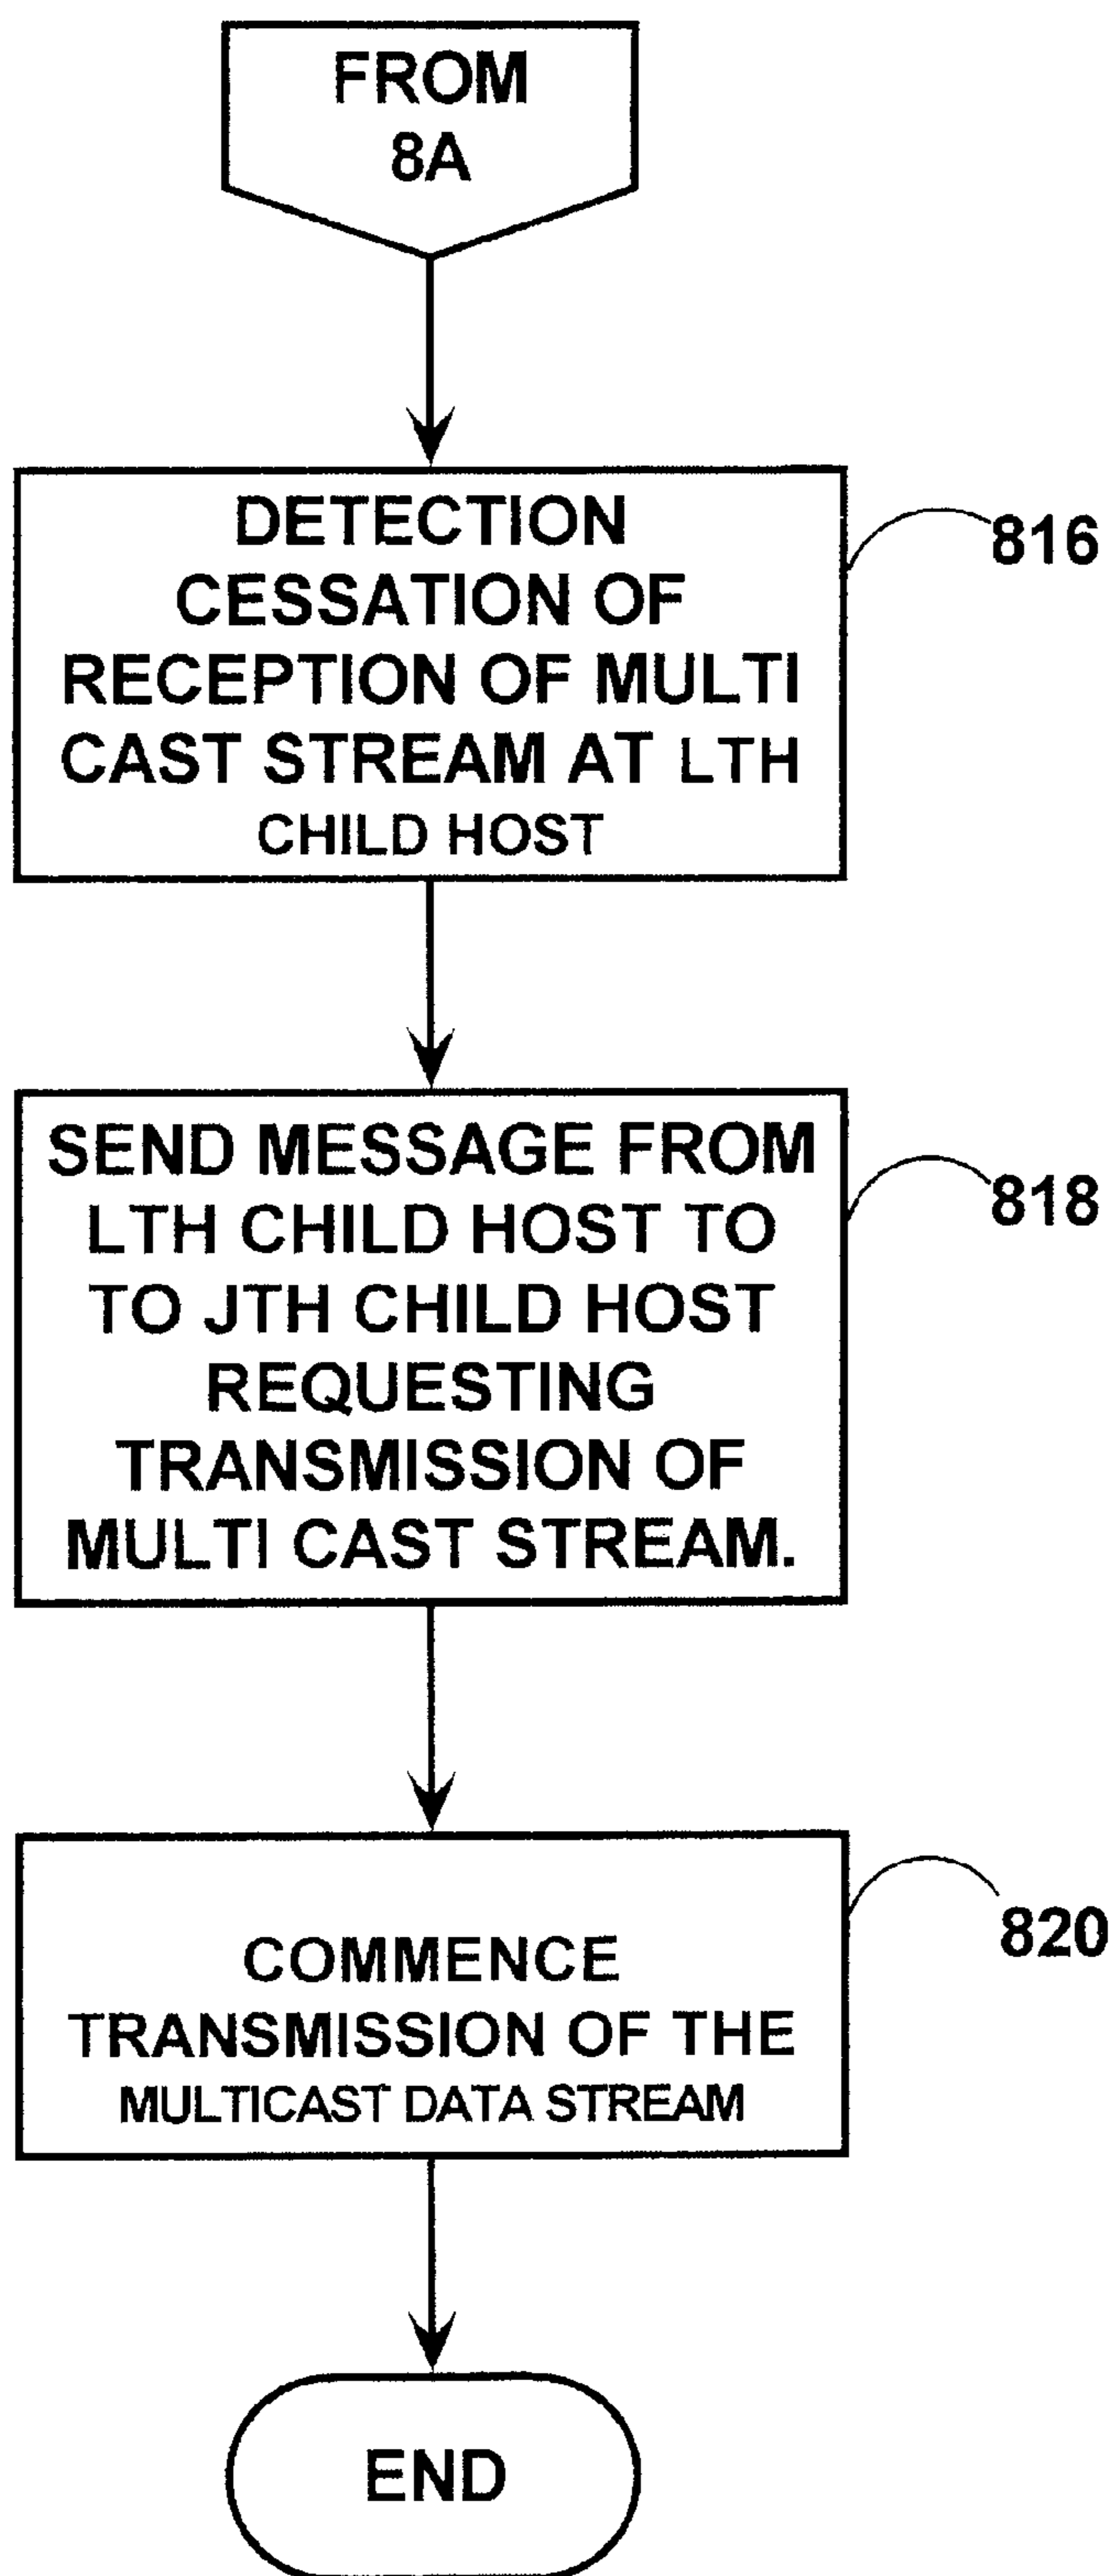 FROM
8A
DETECTION
CESSATION OF
RECEPTION OF MULTI
CAST STREAM AT LTH
CHILD HOST
816
SEND MESSAGE FROM
LTH CHILD HOST TO
TO JTH CHILD HOST
REQUESTING
TRANSMISSION OF
MULTI CAST STREAM.
818
COMMENCE
TRANSMISSION OF THE
MULTICAST DATA STREAM
820
END